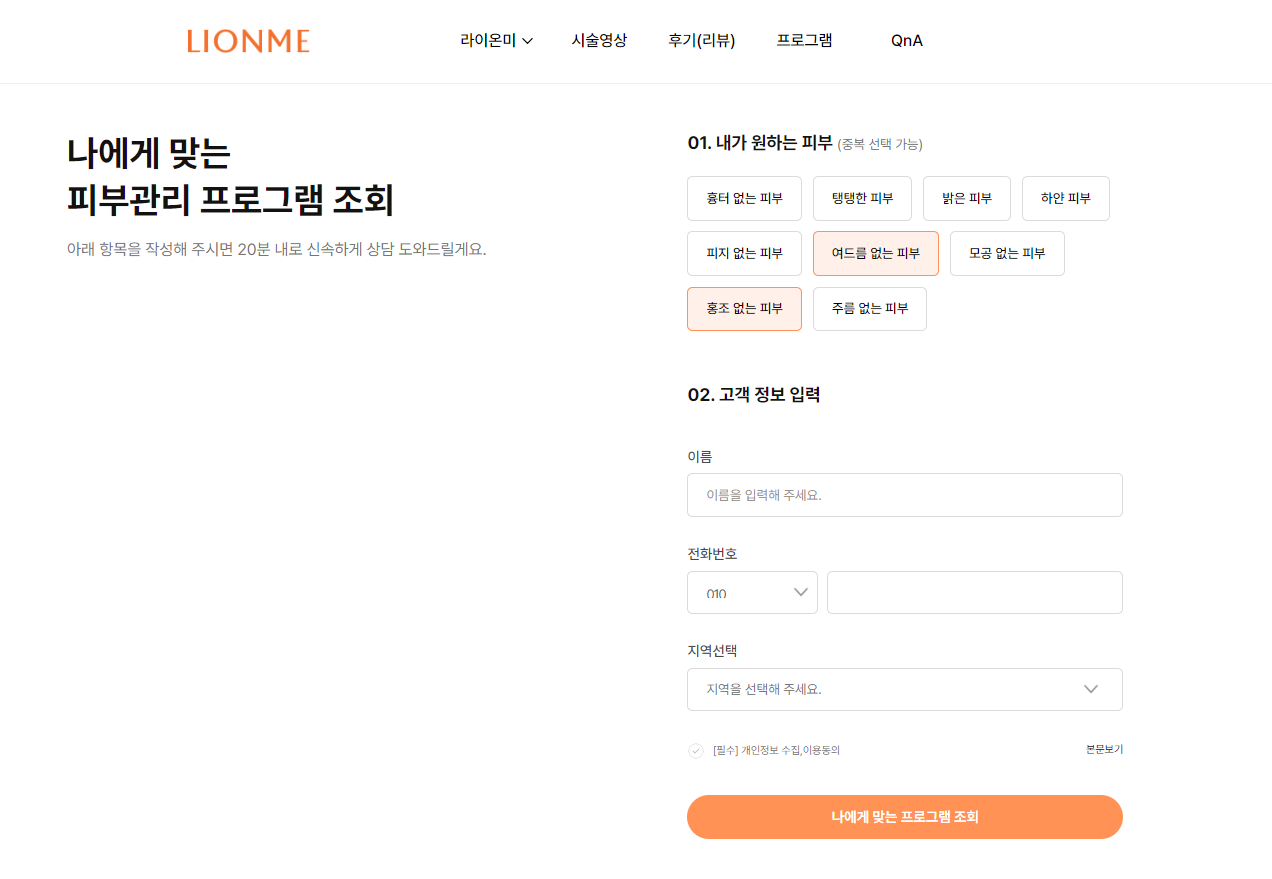 LIONME
라이온미 시술영상 후기(리뷰) 프로그램 QnA
나에게 맞는
피부관리 프로그램 조회
아래 항목을 작성해 주시면 20분 내로 신속하게 상담 도와드릴게요.
01. 내가 원하는 피부 (중복 선택 가능)
흉터 없는 피부 탱탱한 피부 밝은 피부 하얀 피부
피지 없는 피부 여드름 없는 피부 모공 없는 피부
홍조 없는 피부 주름 없는 피부
02. 고객 정보 입력
이름
이름을 입력해 주세요.
전화번호
010
지역선택
지역을 선택해 주세요.
[필수] 개인정보 수집,이용동의 본문보기
나에게 맞는 프로그램 조회